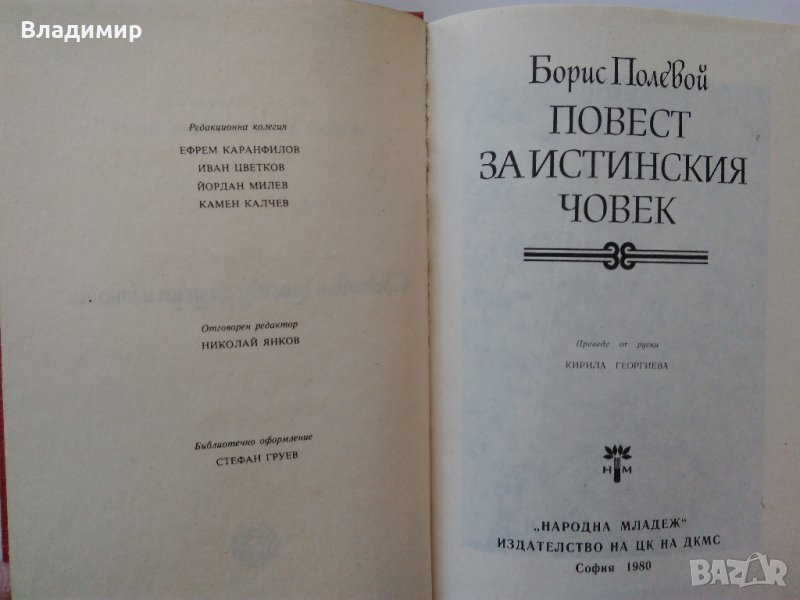 Владимир
Редакционна колегия
ЕФРЕМ КАРАНФИЛОВ
ИВАН ЦВЕТКОВ
ЙОРДАН МИЛЕВ
КАМЕН КАЛЧЕВ
Отговорен редактор
НИКОЛАЙ ЯНКОВ
Библиотечно оформление
СТЕФАН ГРУЕВ
Борис Полевой
ПОВЕСТ
ЗА ИСТИНСКИЯ
ЧОВЕК
Преведе от руски
КИРИЛА ГЕОРГИЕВА
НМ
„НАРОДНА МЛАДЕЖ“
ИЗДАТЕЛСТВО НА ЦК НА ДКМС
София 1980
BAZAR